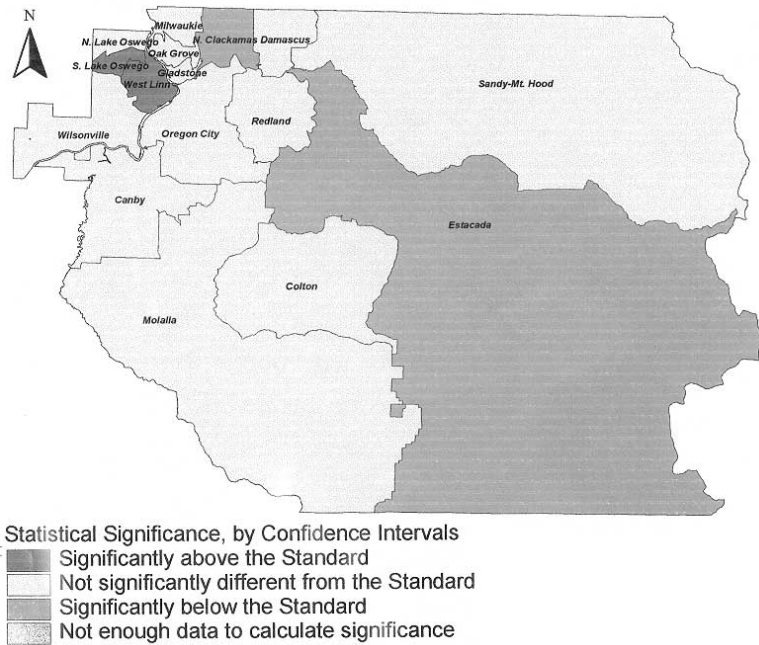 N
Milwaukie
N. Lake Oswego
N. Clackamas
Damascus
Oak Grove
S. Lake Oswego
Gladstone
West Linn
Sandy-Mt. Hood
Redland
Wilsonville
Oregon City
Canby
Estacada
Colton
Molalla
Statistical Significance, by Confidence Intervals
Significantly above the Standard
Not significantly different from the Standard
Significantly below the Standard
Not enough data to calculate significance